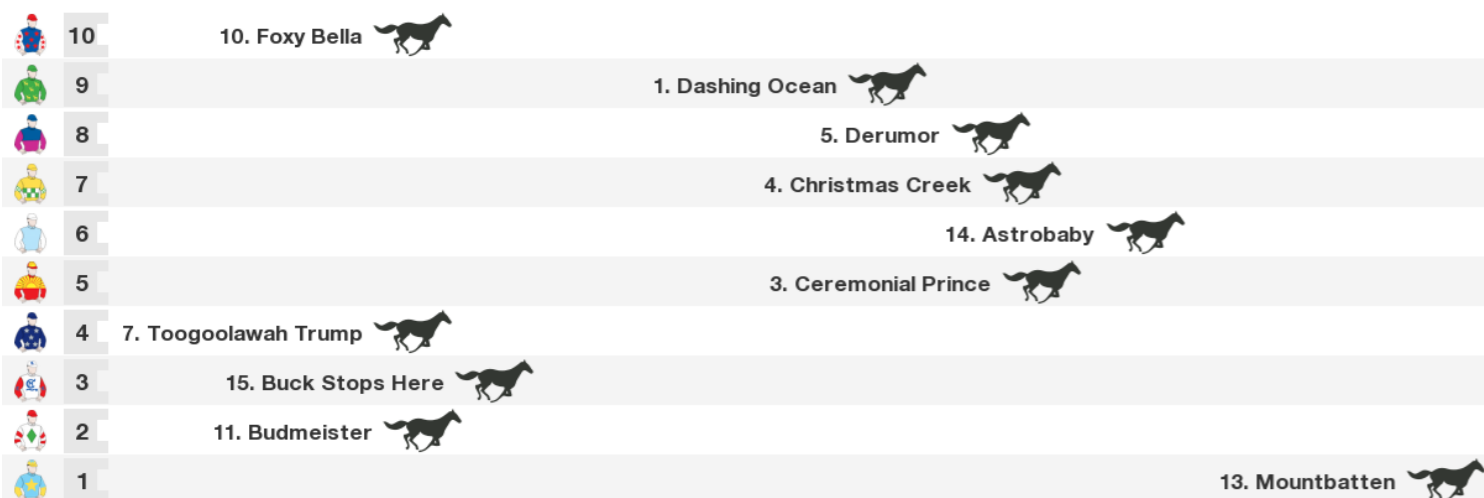 10 10. Foxy Bella
9 1. Dashing Ocean
8 5. Derumor
7 4. Christmas Creek
6 14. Astrobaby
5 3. Ceremonial Prince
4 7. Toogoolawah Trump
3 15. Buck Stops Here
2 11. Budmeister
1 13. Mountbatten